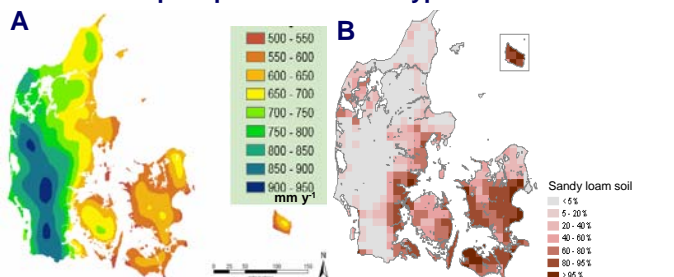 A
B
500 - 550
550 - 600
600 - 650
650 - 700
700 - 750
750 - 800
800 - 850
850 - 900
900 - 950
mm y-1
N
Sandy loam soil
<5%
5 - 20%
20 - 40%
40 - 60%
60 - 80%
80 - 95%
>95%